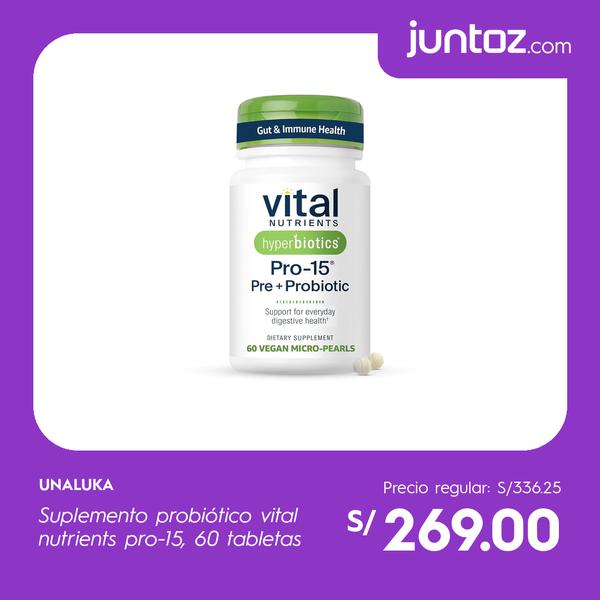 juntoz.com
Gut & Immune Health
vital
NUTRIENTS
hyperbiotics®
Pro-15®
Pre + Probiotic
Support for everyday
digestive health†
DIETARY SUPPLEMENT
60 VEGAN MICRO-PEARLS
UNALUKA
Suplemento probiótico vital
nutrients pro-15, 60 tabletas
Precio regular: S/336.25
S/ 269.00